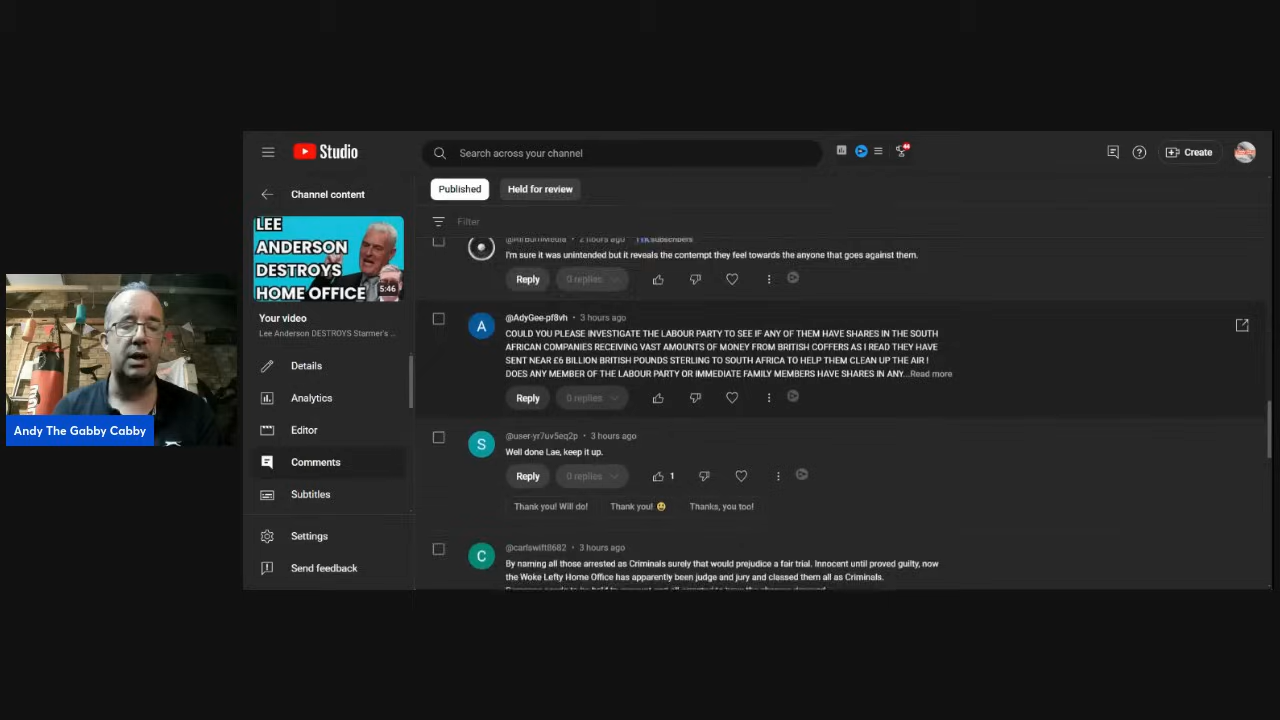 Studio
Search across your channel
Create
Channel content
Published
Held for review
Filter
LEE
ANDERSON
DESTROYS
HOME OFFICE
5:46
Your video
Lee Anderson DESTROYS Starmer's ..
Details
Analytics
Editor
Comments
Subtitles
Settings
Send feedback
2 hours ago
I'm sure it was unintended but it reveals the contempt they feel towards the anyone that goes against them.
Reply
0 replies
A
@AdyGee-pf8vh • 3 hours ago
COULD YOU PLEASE INVESTIGATE THE LABOUR PARTY TO SEE IF ANY OF THEM HAVE SHARES IN THE SOUTH
AFRICAN COMPANIES RECEIVING VAST AMOUNTS OF MONEY FROM BRITISH COFFERS AS I READ THEY HAVE
SENT NEAR £6 BILLION BRITISH POUNDS STERLING TO SOUTH AFRICA TO HELP THEM CLEAN UP THE AIR !
DOES ANY MEMBER OF THE LABOUR PARTY OR IMMEDIATE FAMILY MEMBERS HAVE SHARES IN ANY...Read more
Reply
0 replies
S
@user-yr7uv5eq2p • 3 hours ago
Well done Lae, keep it up.
Reply
0 replies
1
Thank you! Will do!
Thank you! 😃
Thanks, you too!
C
@carlswift8682 • 3 hours ago
By naming all those arrested as Criminals surely that would prejudice a fair trial. Innocent until proved guilty, now
the Woke Lefty Home Office has apparently been judge and jury and classed them all as Criminals.
Andy The Gabby Cabby